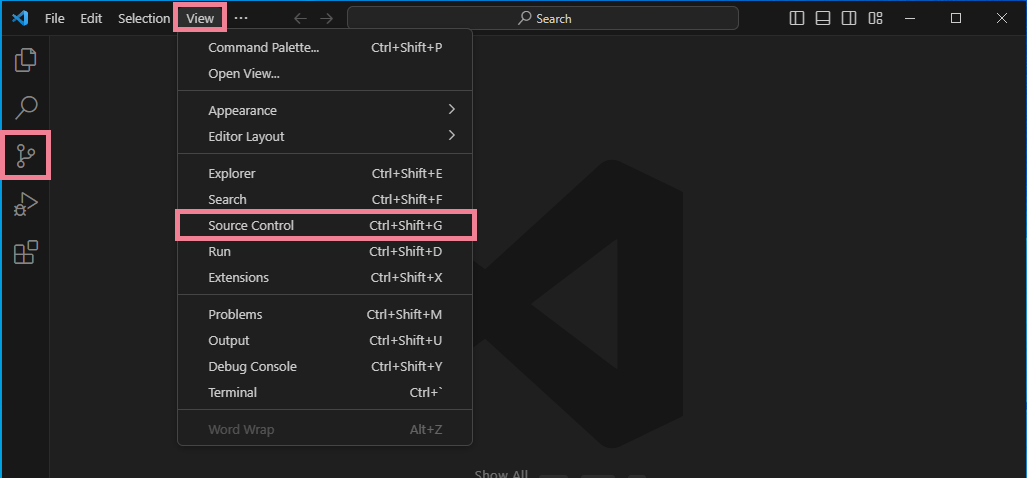 File Edit Selection View ··· Search
Command Palette... Ctrl+Shift+P
Open View...
Appearance
Editor Layout
Explorer Ctrl+Shift+E
Search Ctrl+Shift+F
Source Control Ctrl+Shift+G
Run Ctrl+Shift+D
Extensions Ctrl+Shift+X
Problems Ctrl+Shift+M
Output Ctrl+Shift+U
Debug Console Ctrl+Shift+Y
Terminal Ctrl+`
Word Wrap Alt+Z
Show All